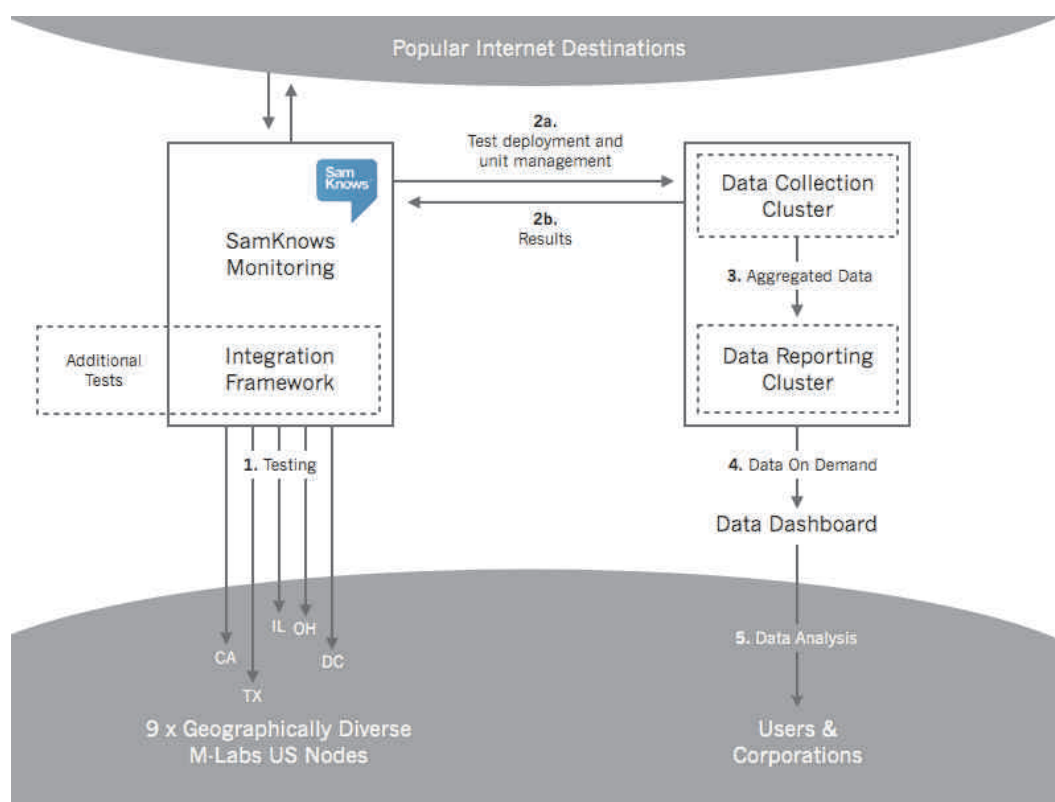 Popular Internet Destinations
2a.
Test deployment and
unit management
Sam
Knows
SamKnows
Monitoring
2b.
Results
Data Collection
Cluster
3. Aggregated Data
Additional
Tests
Integration
Framework
Data Reporting
Cluster
1. Testing
4. Data On Demand
Data Dashboard
IL OH
CA
DC
TX
5. Data Analysis
9 x Geographically Diverse
M-Labs US Nodes
Users &
Corporations